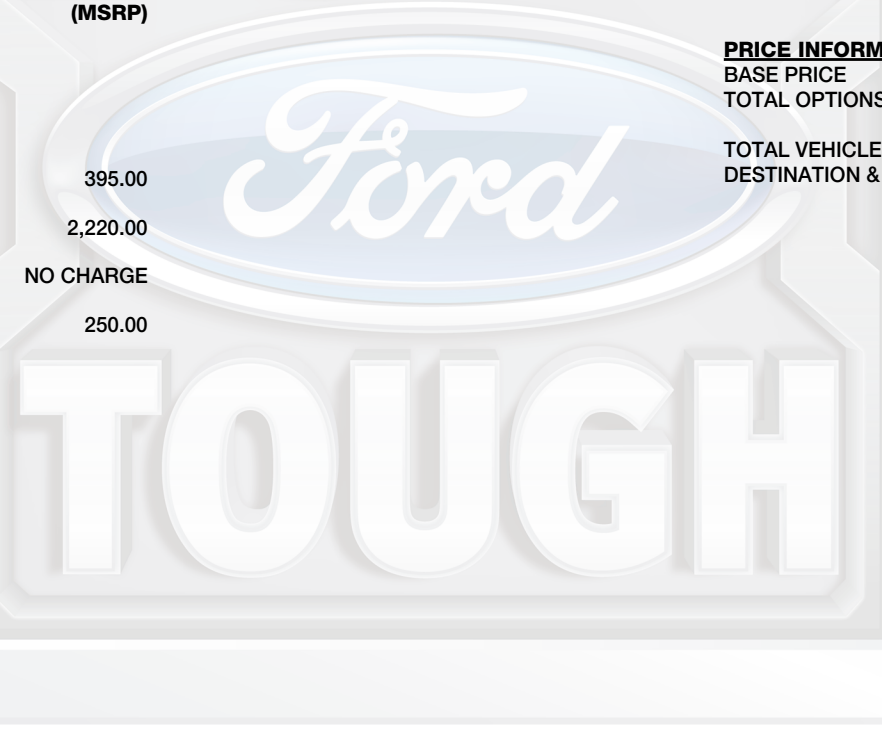 (MSRP)
395.00
2,220.00
NO CHARGE
250.00
PRICE INFORM
BASE PRICE
TOTAL OPTIONS
TOTAL VEHICLE
DESTINATION &
Ford
TOUGH